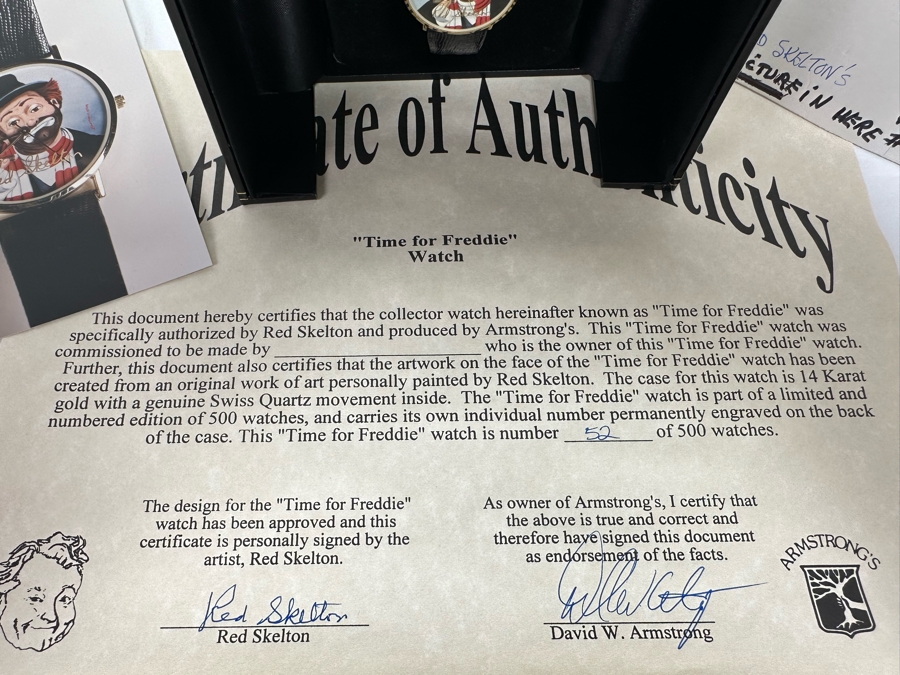 D SKELTON'S
CTURE IN HERE
ate of Auth
ticity
"Time for Freddie"
Watch
This document hereby certifies that the collector watch hereinafter known as "Time for Freddie" was
specifically authorized by Red Skelton and produced by Armstrong's. This "Time for Freddie" watch was
commissioned to be made by ____________ who is the owner of this "Time for Freddie" watch.
Further, this document also certifies that the artwork on the face of the "Time for Freddie" watch has been
created from an original work of art personally painted by Red Skelton. The case for this watch is 14 Karat
gold with a genuine Swiss Quartz movement inside. The "Time for Freddie" watch is part of a limited and
numbered edition of 500 watches, and carries its own individual number permanently engraved on the back
of the case. This "Time for Freddie" watch is number 52 of 500 watches.
The design for the "Time for Freddie"
watch has been approved and this
certificate is personally signed by the
artist, Red Skelton.
Red Skelton
Red Skelton
As owner of Armstrong's, I certify that
the above is true and correct and
therefore have signed this document
as endorsement of the facts.
David W. Armstrong
ARMSTRONG'S